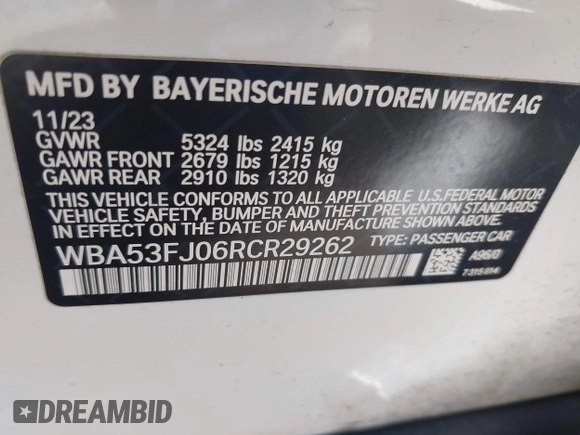 MFD BY BAYERISCHE MOTOREN WERKE AG
11/23
GVWR 5324 lbs 2415 kg
GAWR FRONT 2679 lbs 1215 kg
GAWR REAR 2910 lbs 1320 kg
THIS VEHICLE CONFORMS TO ALL APPLICABLE U.S.FEDERAL MOTOR
VEHICLE SAFETY, BUMPER AND THEFT PREVENTION STANDARDS
IN EFFECT ON THE DATE OF MANUFACTURE SHOWN ABOVE.
WBA53FJ06RCR29262 TYPE: PASSENGER CAR
A96/0
DREAMBID